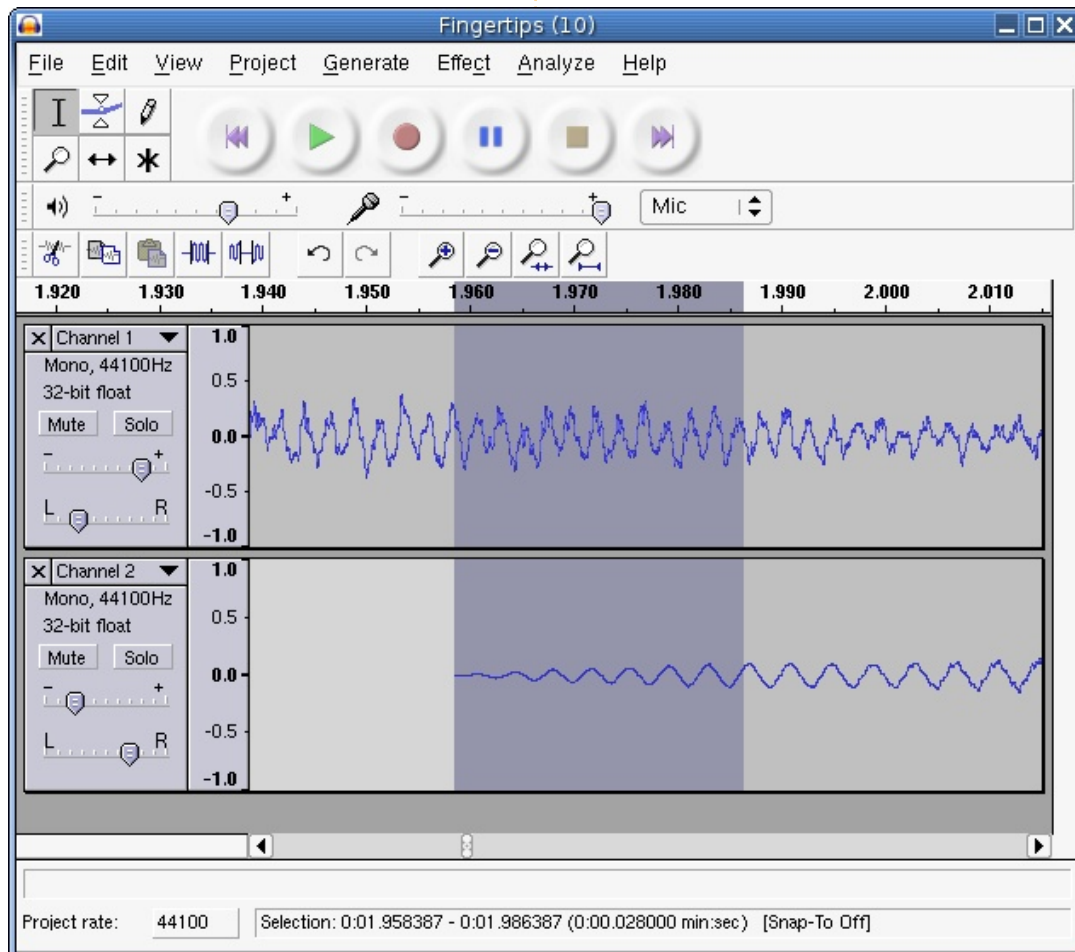 Fingertips (10)
File Edit View Project Generate Effect Analyze Help
- + - + Mic
1.920 1.930 1.940 1.950 1.960 1.970 1.980 1.990 2.000 2.010
Channel 1
Mono, 44100Hz
32-bit float
Mute Solo
- +
L R
1.0
0.5
0.0
-0.5
-1.0
Channel 2
Mono, 44100Hz
32-bit float
Mute Solo
- +
L R
1.0
0.5
0.0
-0.5
-1.0
Project rate: 44100 Selection: 0:01.958387 - 0:01.986387 (0:00.028000 min:sec) [Snap-To Off]